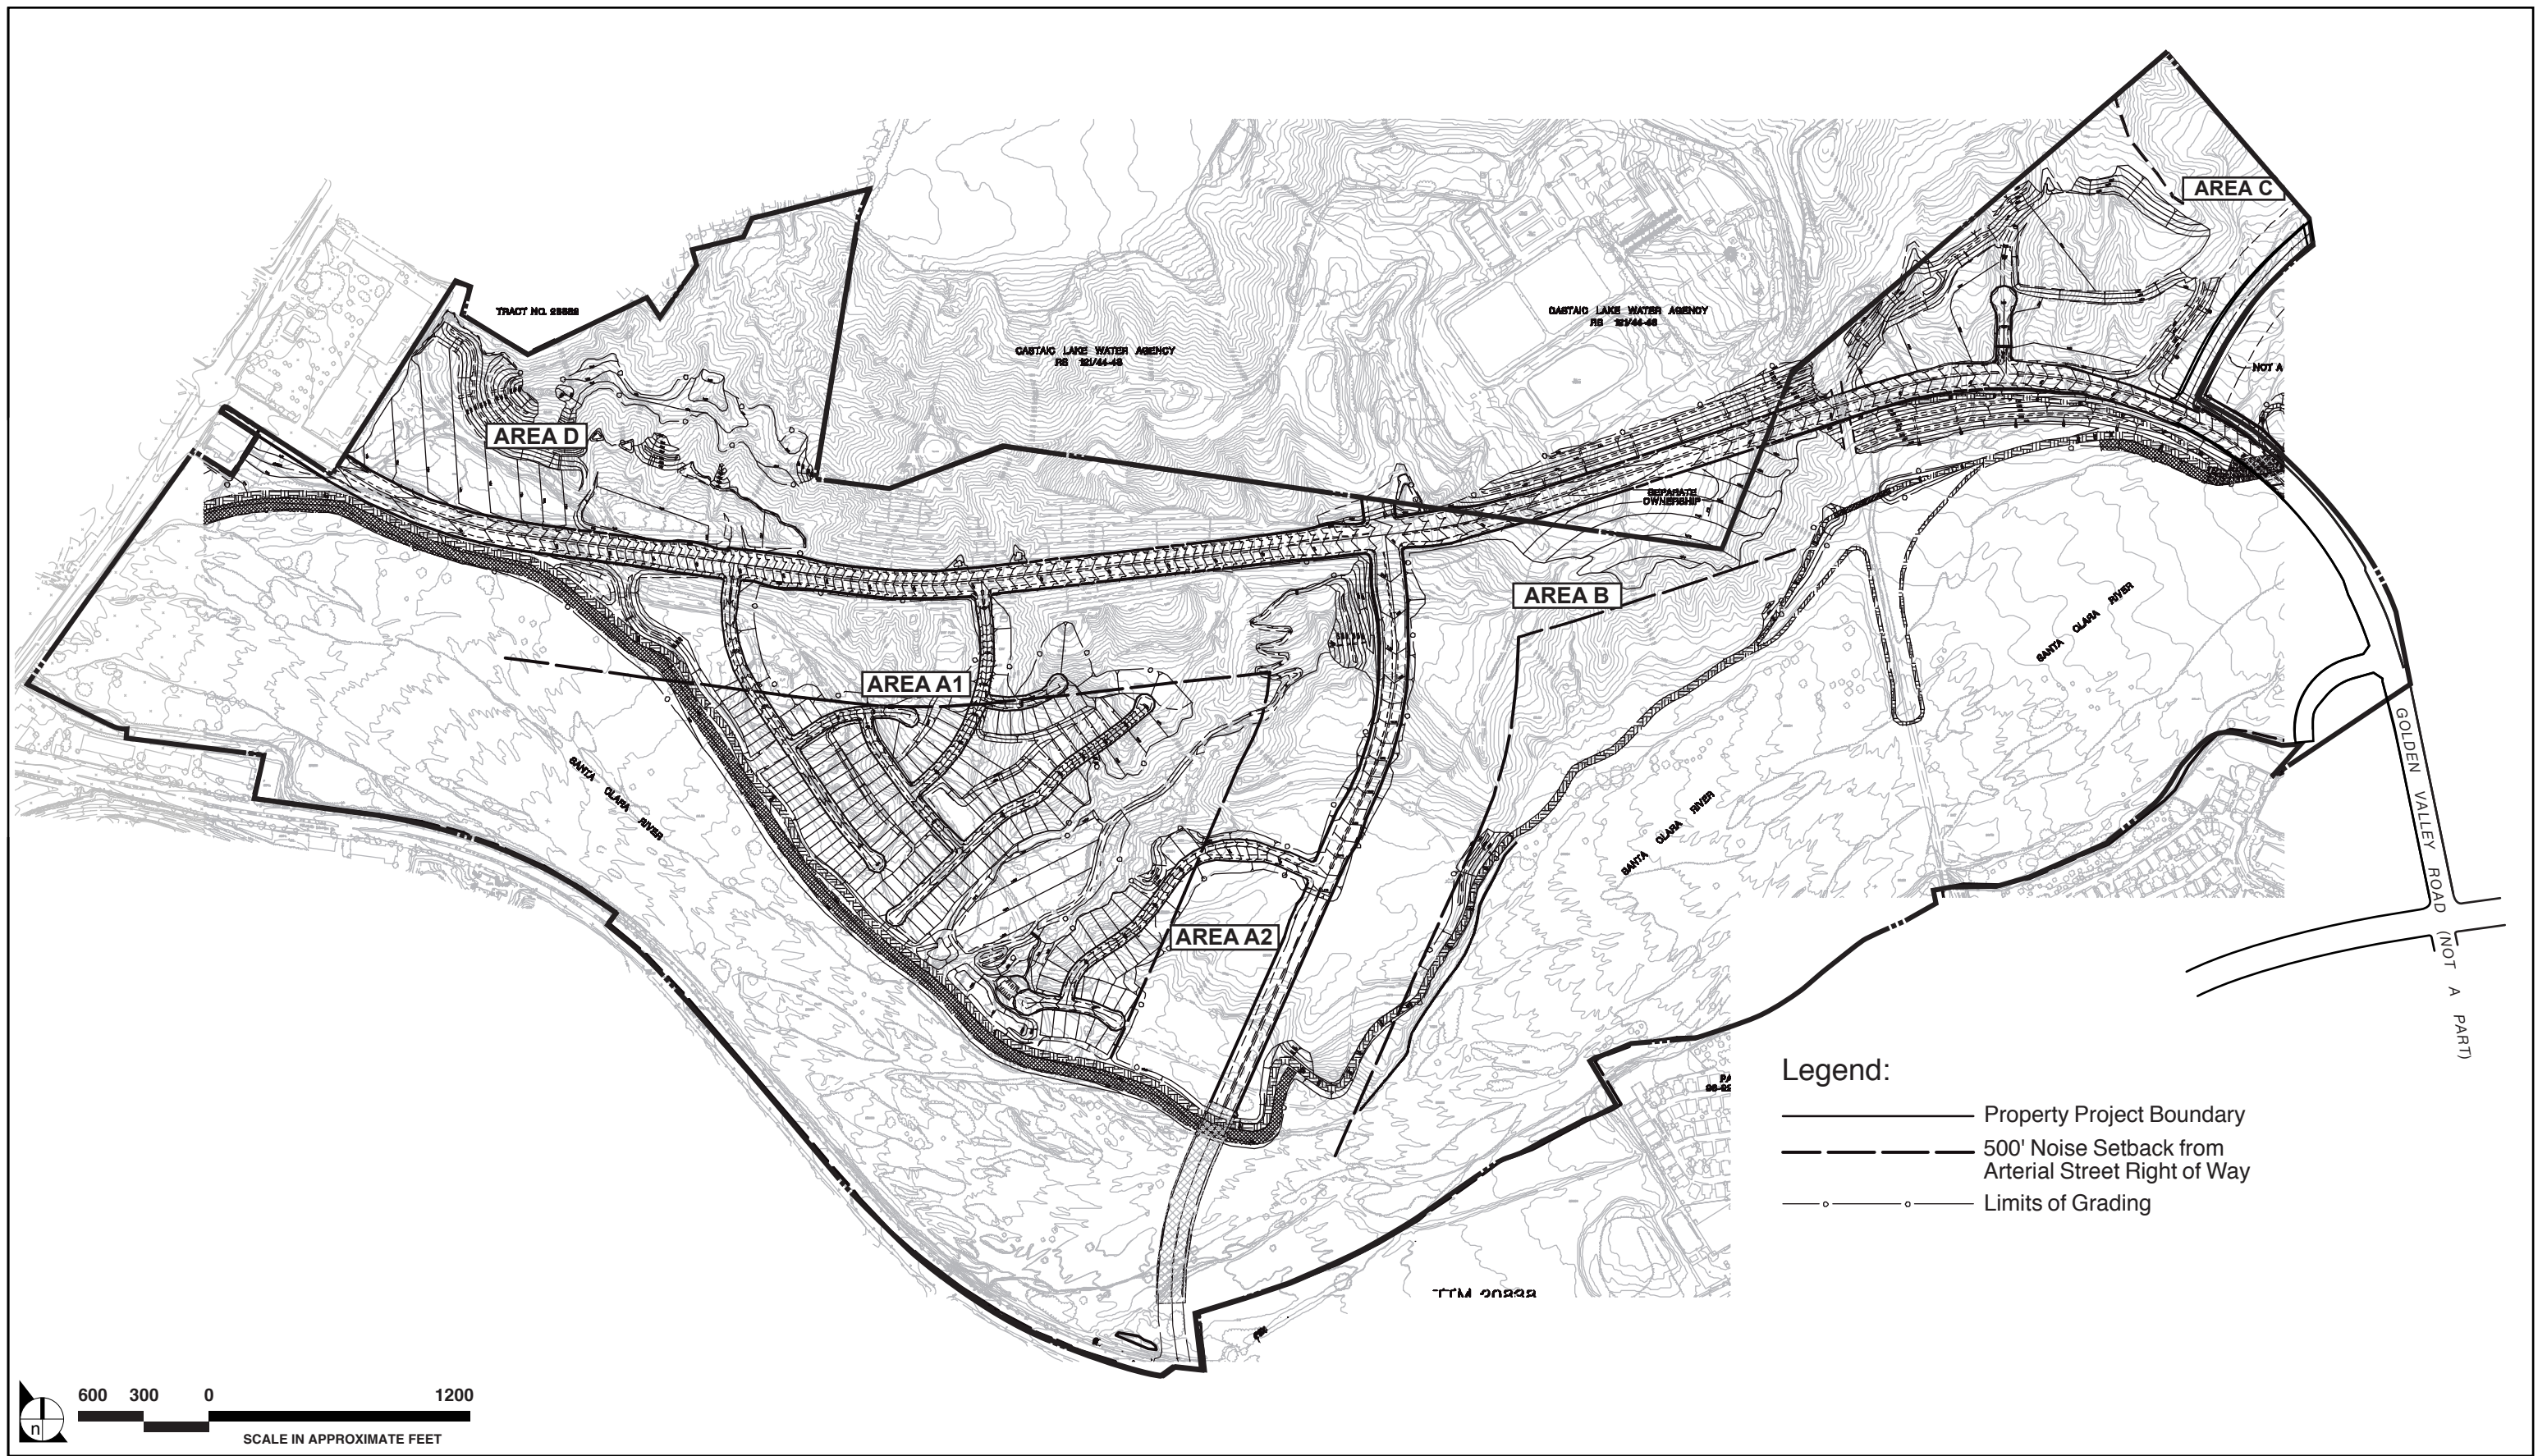 AREA C
TRACT NO. 23522
CASTAIC LAKE WATER AGENCY
RS 121/44-48
CASTAIC LAKE WATER AGENCY
RS 121/44-48
NOT A
AREA D
SEPARATE
OWNERSHIP
AREA B
SANTA CLARA RIVER
AREA A1
GOLDEN VALLEY ROAD (NOT A PART)
SANTA CLARA RIVER
SANTA CLARA RIVER
AREA A2
Legend:
Property Project Boundary
500' Noise Setback from
Arterial Street Right of Way
Limits of Grading
n
600 300 0 1200
SCALE IN APPROXIMATE FEET